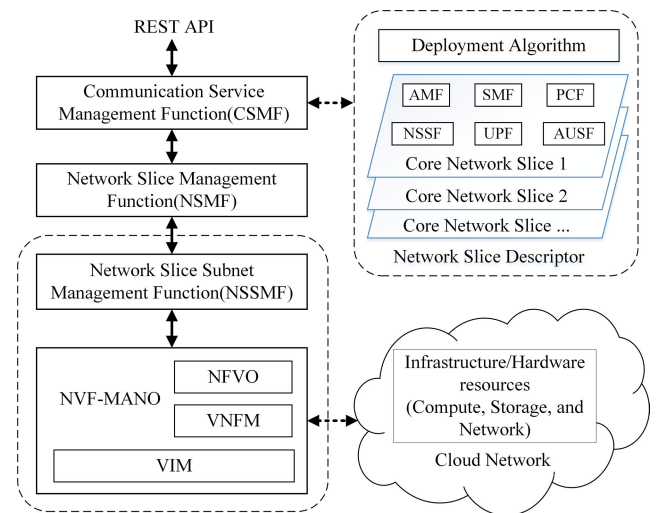 REST API
Communication Service
Management Function(CSMF)
Network Slice Management
Function(NSMF)
Network Slice Subnet
Management Function(NSSMF)
NVF-MANO
NFVO
VNFM
VIM
Deployment Algorithm
AMF SMF PCF
NSSF UPF AUSF
Core Network Slice 1
Core Network Slice 2
Core Network Slice ...
Network Slice Descriptor
Infrastructure/Hardware
resources
(Compute, Storage, and
Network)
Cloud Network